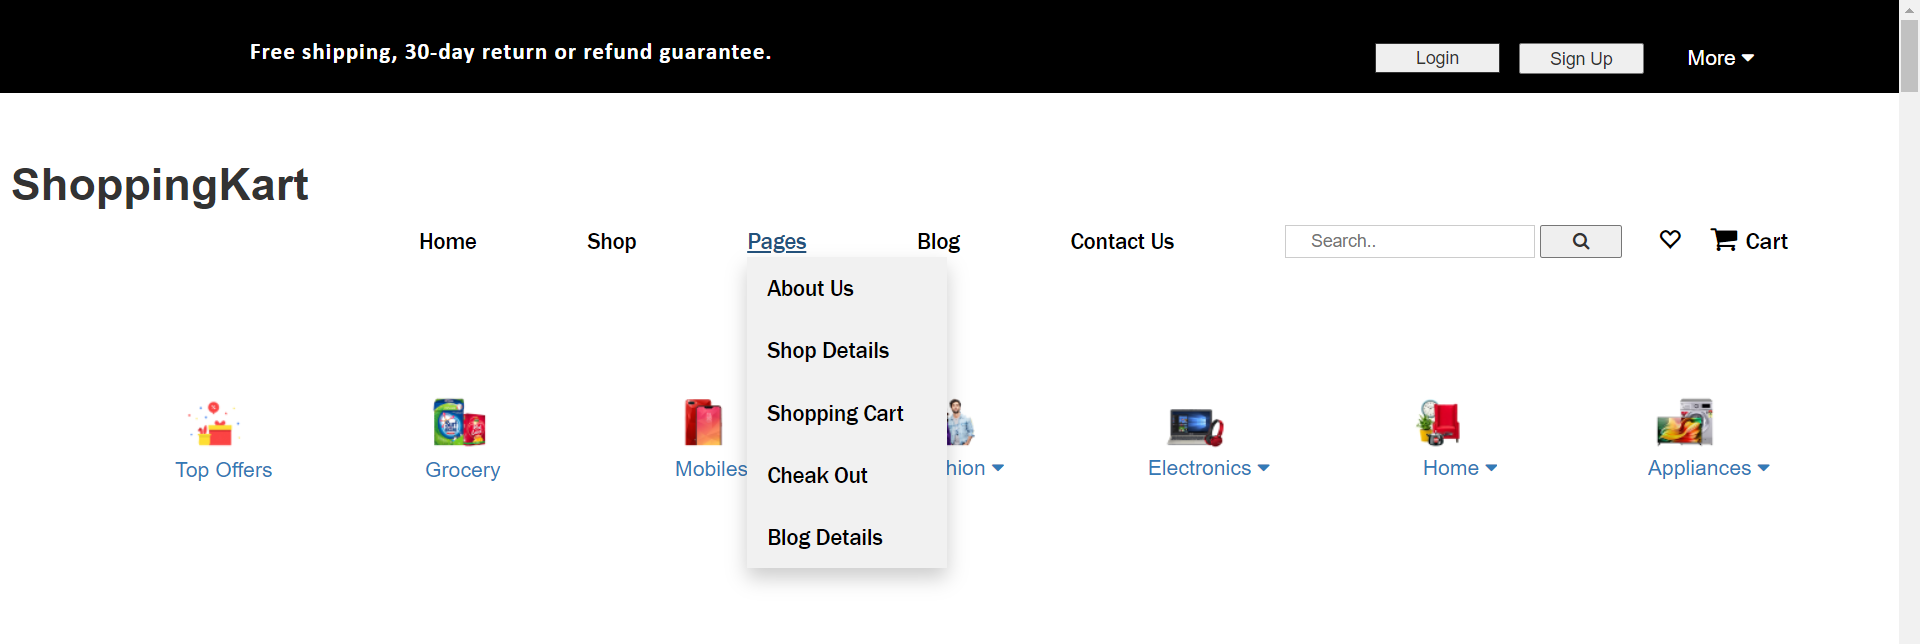 Free shipping, 30-day return or refund guarantee.
Login
Sign Up
More
ShoppingKart
Home
Shop
Pages
Blog
Contact Us
Search..
Cart
About Us
Shop Details
Shopping Cart
Cheak Out
Blog Details
Top Offers
Grocery
Mobiles
hion
Electronics
Home
Appliances